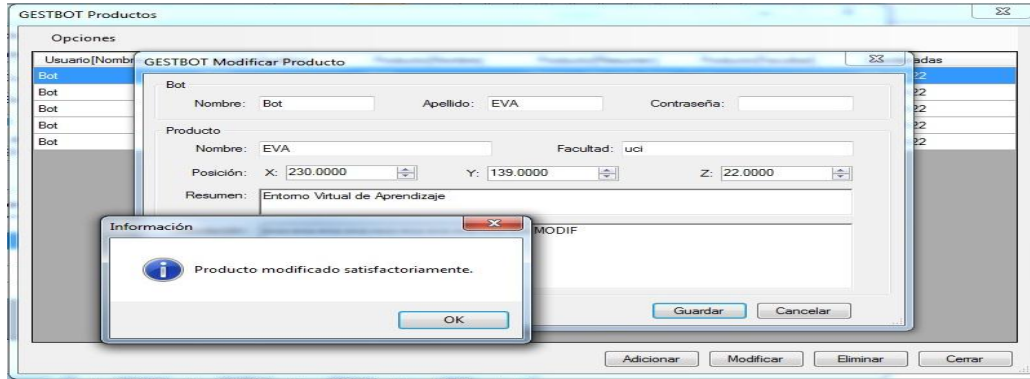 GESTBOT Productos
Opciones
Usuario[Nombr
adas
Bot 22
Bot 22
Bot 22
Bot 22
Bot 22
GESTBOT Modificar Producto
Bot
Nombre: Bot Apellido: EVA Contraseña:
Producto
Nombre: EVA Facultad: uci
Posición: X: 230.0000 Y: 139.0000 Z: 22.0000
Resumen: Entorno Virtual de Aprendizaje
MODIF
Información
Producto modificado satisfactoriamente.
OK
Guardar Cancelar
Adicionar Modificar Eliminar Cerrar